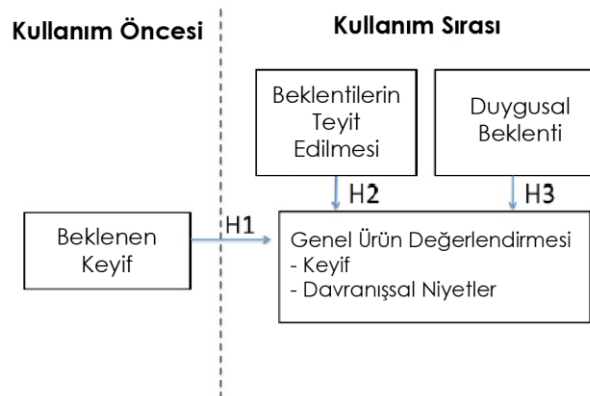 Kullanım Öncesi
Kullanım Sırası
Beklentilerin
Teyit
Edilmesi
Duygusal
Beklenti
H2
H3
Beklenen
Keyif
H1
Genel Ürün Değerlendirmesi
- Keyif
- Davranışsal Niyetler